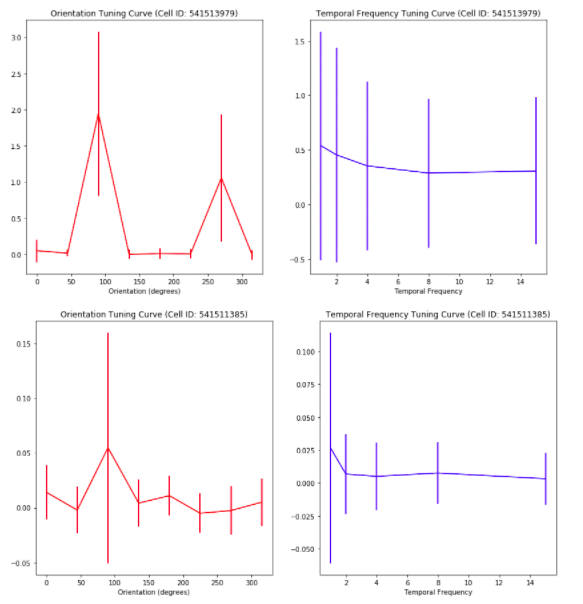 Orientation Tuning Curve (Cell ID: 541513979)
3.0
2.5
2.0
1.5
1.0
0.5
0.0
0 50 100 150 200 250 300
Orientation (degrees)
Temporal Frequency Tuning Curve (Cell ID: 541513979)
1.5
1.0
0.5
0.0
−0.5
2 4 6 8 10 12 14
Temporal Frequency
Orientation Tuning Curve (Cell ID: 541511385)
0.15
0.10
0.05
0.00
−0.05
0 50 100 150 200 250 300
Orientation (degrees)
Temporal Frequency Tuning Curve (Cell ID: 541511385)
0.100
0.075
0.050
0.025
0.000
−0.025
−0.050
2 4 6 8 10 12 14
Temporal Frequency